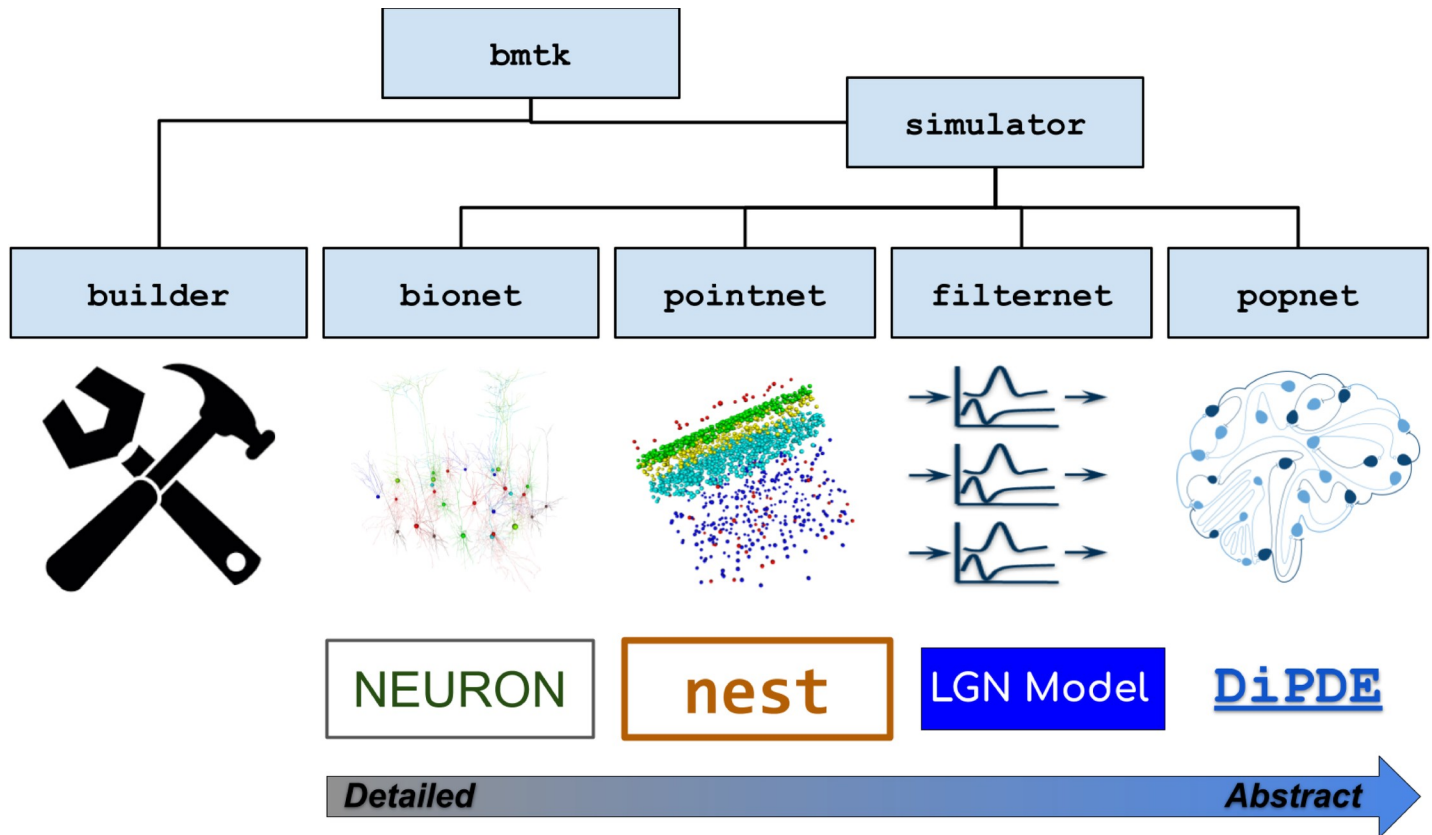 bmtk
simulator
builder
bionet
pointnet
filternet
popnet
NEURON
nest
LGN Model
DiPDE
Detailed
Abstract